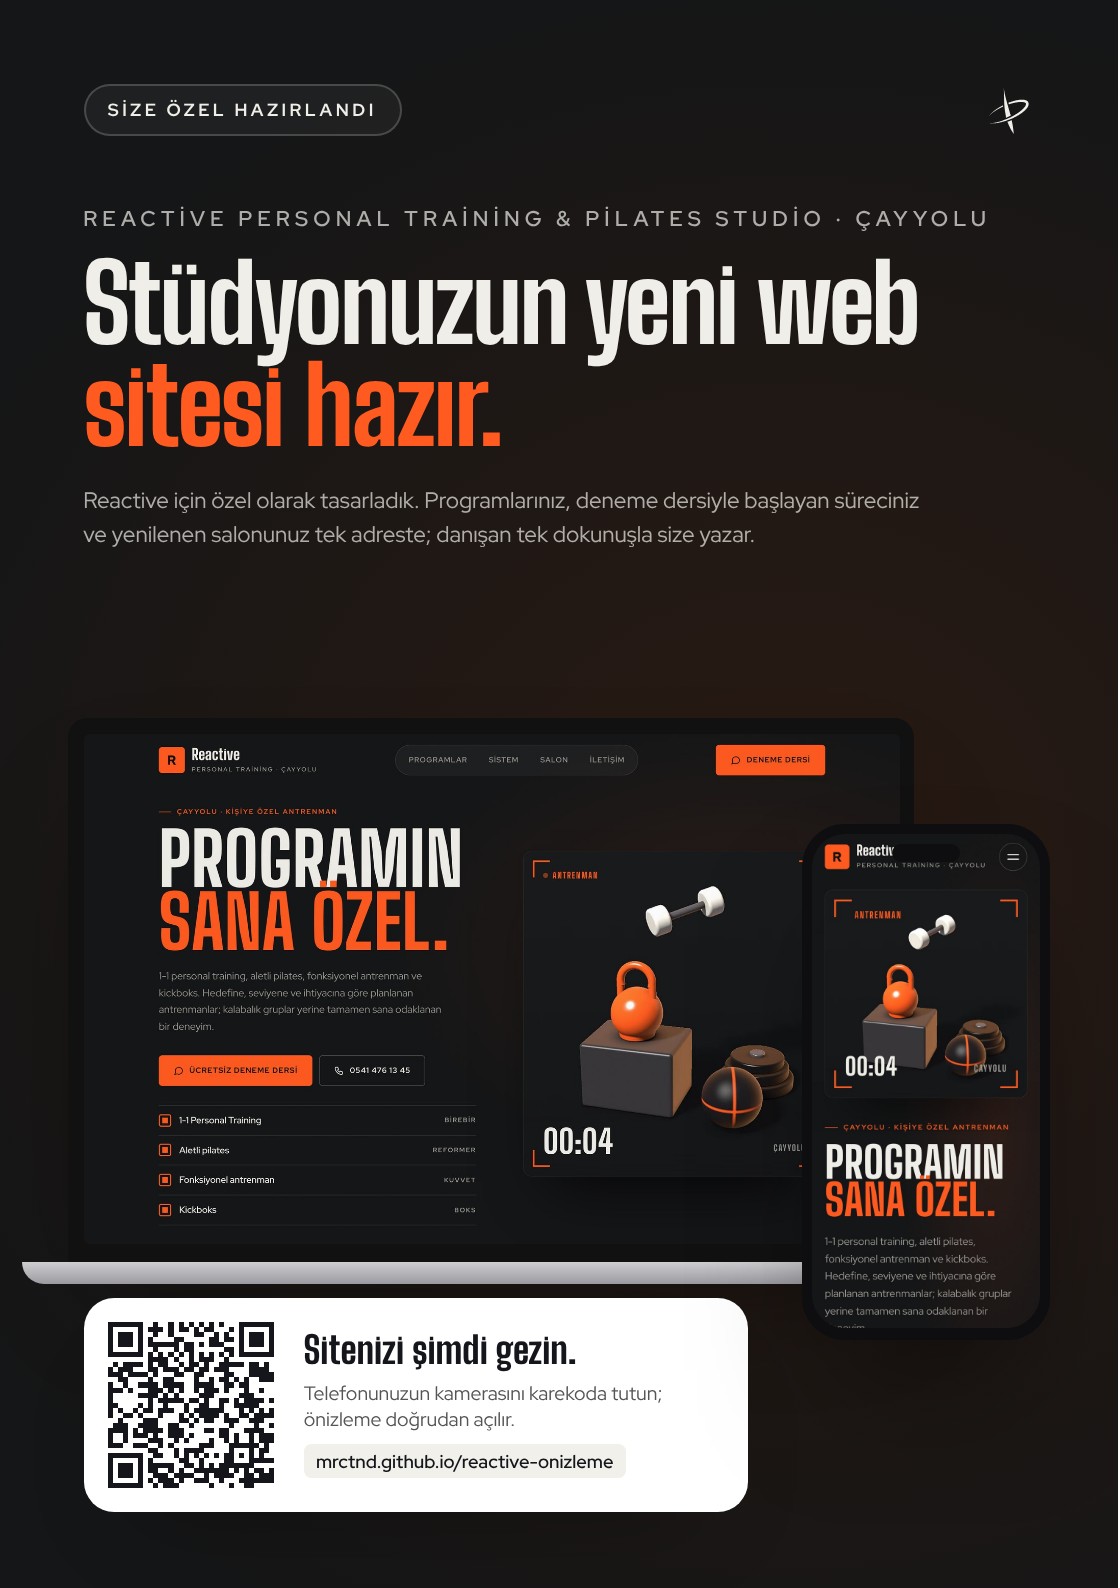 SİZE ÖZEL HAZIRLANDI
REACTİVE PERSONAL TRAİNİNG & PİLATES STUDİO · ÇAYYOLU
Stüdyonuzun yeni web
sitesi hazır.
Reactive için özel olarak tasarladık. Programlarınız, deneme dersiyle başlayan süreciniz
ve yenilenen salonunuz tek adreste; danışan tek dokunuşla size yazar.
R Reactive
PERSONAL TRAİNİNG · ÇAYYOLU
PROGRAMLAR SİSTEM SALON İLETİŞİM
DENEME DERSİ
ÇAYYOLU · KİŞİYE ÖZEL ANTRENMAN
PROGRAMIN
SANA ÖZEL.
1-1 personal training, aletli pilates, fonksiyonel antrenman ve
kickboks. Hedefine, seviyene ve ihtiyacına göre planlanan
antrenmanlar; kalabalık gruplar yerine tamamen sana odaklanan
bir deneyim.
ÜCRETSİZ DENEME DERSİ 0541 476 13 45
1-1 Personal Training BİREBİR
Aletli pilates REFORMER
Fonksiyonel antrenman KUVVET
Kickboks BOKS
ANTRENMAN
00:04
ÇAYYOL
R Reactiv
PERSONAL TRAİNİNG · ÇAYYOLU
ANTRENMAN
00:04
ÇAYYOLU
ÇAYYOLU · KİŞİYE ÖZEL ANTRENMAN
PROGRAMIN
SANA ÖZEL.
1-1 personal training, aletli pilates,
fonksiyonel antrenman ve kickboks.
Hedefine, seviyene ve ihtiyacına göre
planlanan antrenmanlar; kalabalık gruplar
yerine tamamen sana odaklanan bir
Sitenizi şimdi gezin.
Telefonunuzun kamerasını karekoda tutun;
önizleme doğrudan açılır.
mrctnd.github.io/reactive-onizleme